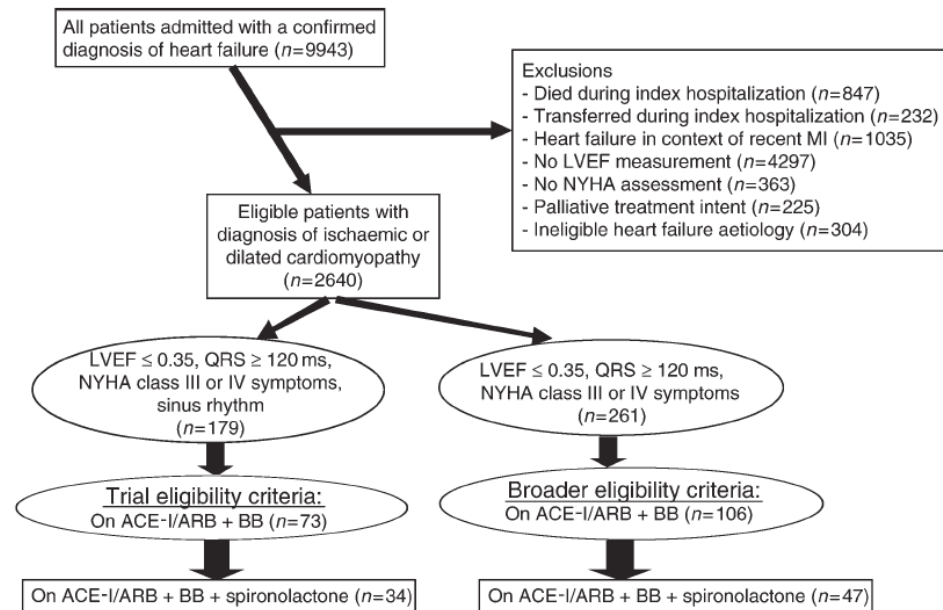 All patients admitted with a confirmed
diagnosis of heart failure (n=9943)
Exclusions
- Died during index hospitalization (n=847)
- Transferred during index hospitalization (n=232)
- Heart failure in context of recent MI (n=1035)
- No LVEF measurement (n=4297)
- No NYHA assessment (n=363)
- Palliative treatment intent (n=225)
- Ineligible heart failure aetiology (n=304)
Eligible patients with
diagnosis of ischaemic or
dilated cardiomyopathy
(n=2640)
LVEF ≤ 0.35, QRS ≥ 120 ms,
NYHA class III or IV symptoms,
sinus rhythm
(n=179)
LVEF ≤ 0.35, QRS ≥ 120 ms,
NYHA class III or IV symptoms
(n=261)
Trial eligibility criteria:
On ACE-I/ARB + BB (n=73)
Broader eligibility criteria:
On ACE-I/ARB + BB (n=106)
On ACE-I/ARB + BB + spironolactone (n=34)
On ACE-I/ARB + BB + spironolactone (n=47)